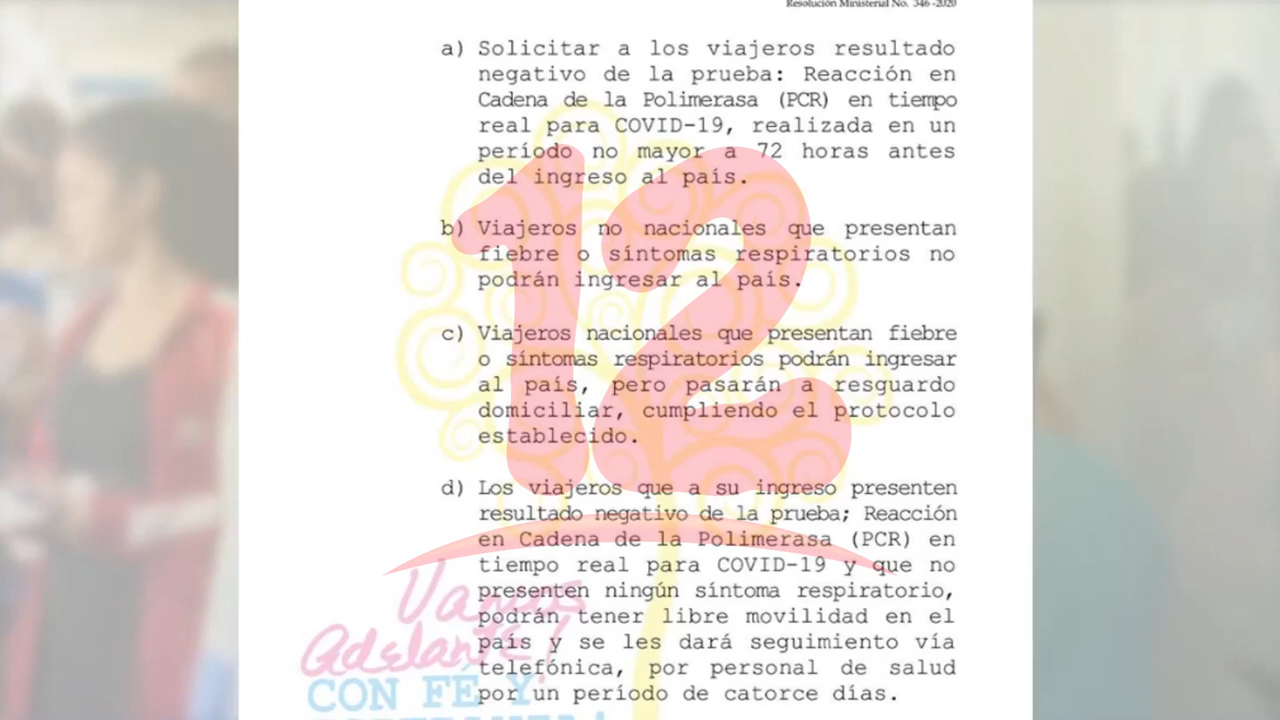 Resolución Ministerial No. 346 -2020
a) Solicitar a los viajeros resultado
negativo de la prueba: Reacción en
Cadena de la Polimerasa (PCR) en tiempo
real para COVID-19, realizada en un
período no mayor a 72 horas antes
del ingreso al país.
b) Viajeros no nacionales que presentan
fiebre o síntomas respiratorios no
podrán ingresar al país.
c) Viajeros nacionales que presentan fiebre
o síntomas respiratorios podrán ingresar
al país, pero pasarán a resguardo
domiciliar, cumpliendo el protocolo
establecido.
d) Los viajeros que a su ingreso presenten
resultado negativo de la prueba; Reacción
en Cadena de la Polimerasa (PCR) en
tiempo real para COVID-19 y que no
presenten ningún síntoma respiratorio,
podrán tener libre movilidad en el
país y se les dará seguimiento vía
telefónica, por personal de salud
por un período de catorce días.
12
Vamos
Adelante!
CON FÉ Y